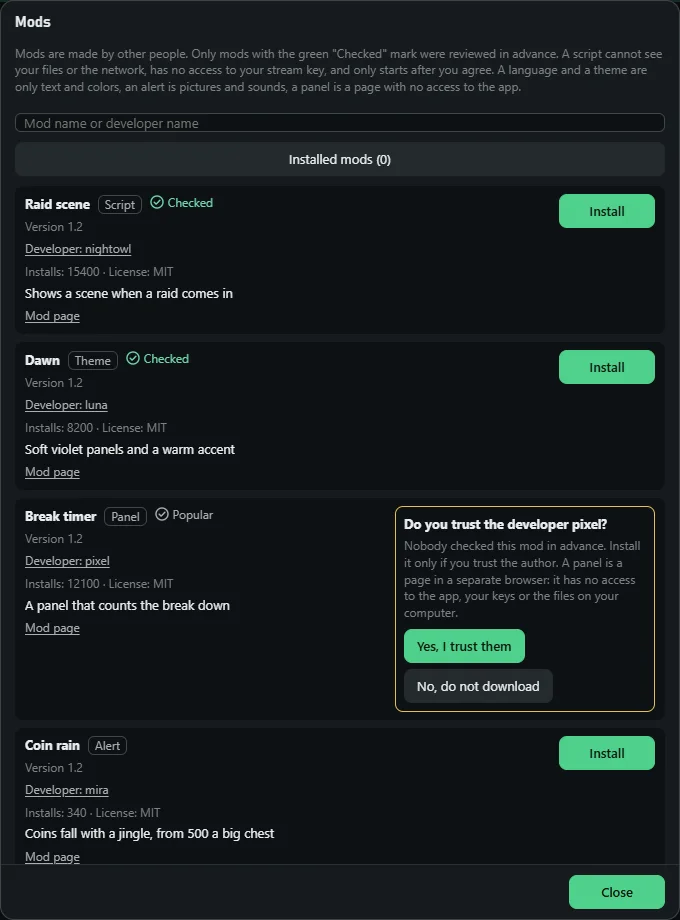 Mods
Mods are made by other people. Only mods with the green "Checked" mark were reviewed in advance. A script cannot see
your files or the network, has no access to your stream key, and only starts after you agree. A language and a theme are
only text and colors, an alert is pictures and sounds, a panel is a page with no access to the app.
Mod name or developer name
Installed mods (0)
Raid scene Script Checked
Install
Version 1.2
Developer: nightowl
Installs: 15400 · License: MIT
Shows a scene when a raid comes in
Mod page
Dawn Theme Checked
Install
Version 1.2
Developer: luna
Installs: 8200 · License: MIT
Soft violet panels and a warm accent
Mod page
Break timer Panel Popular
Version 1.2
Developer: pixel
Installs: 12100 · License: MIT
A panel that counts the break down
Mod page
Do you trust the developer pixel?
Nobody checked this mod in advance. Install
it only if you trust the author. A panel is a
page in a separate browser: it has no access
to the app, your keys or the files on your
computer.
Yes, I trust them
No, do not download
Coin rain Alert
Install
Version 1.2
Developer: mira
Installs: 340 · License: MIT
Coins fall with a jingle, from 500 a big chest
Mod page
Close